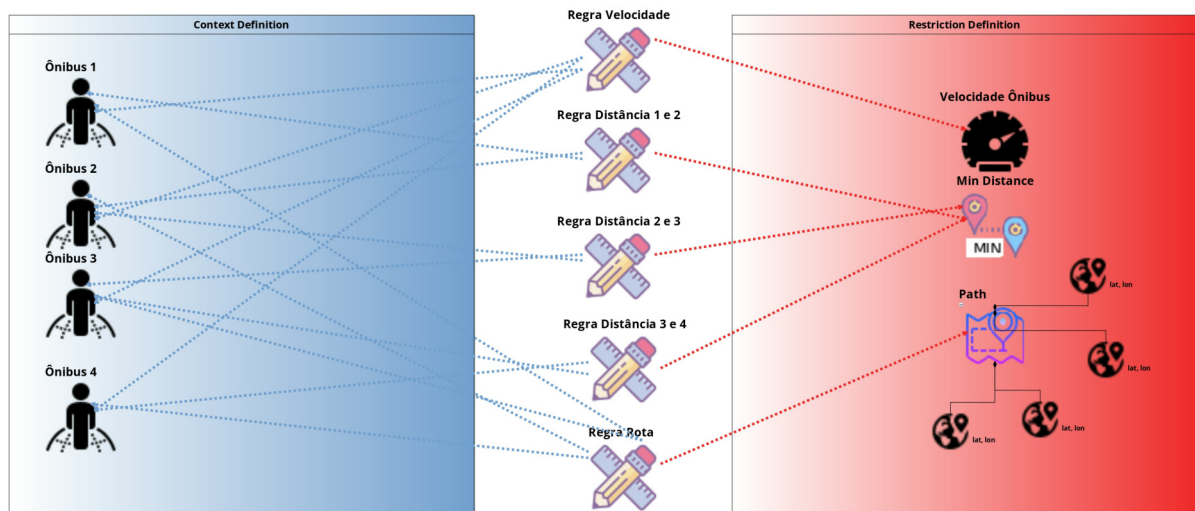 Context Definition
Ônibus 1
Ônibus 2
Ônibus 3
Ônibus 4
Regra Velocidade
Regra Distância 1 e 2
Regra Distância 2 e 3
Regra Distância 3 e 4
Regra Rota
Restriction Definition
Velocidade Ônibus
Min Distance
MIN
Path
lat, lon
lat, lon
lat, lon
lat, lon